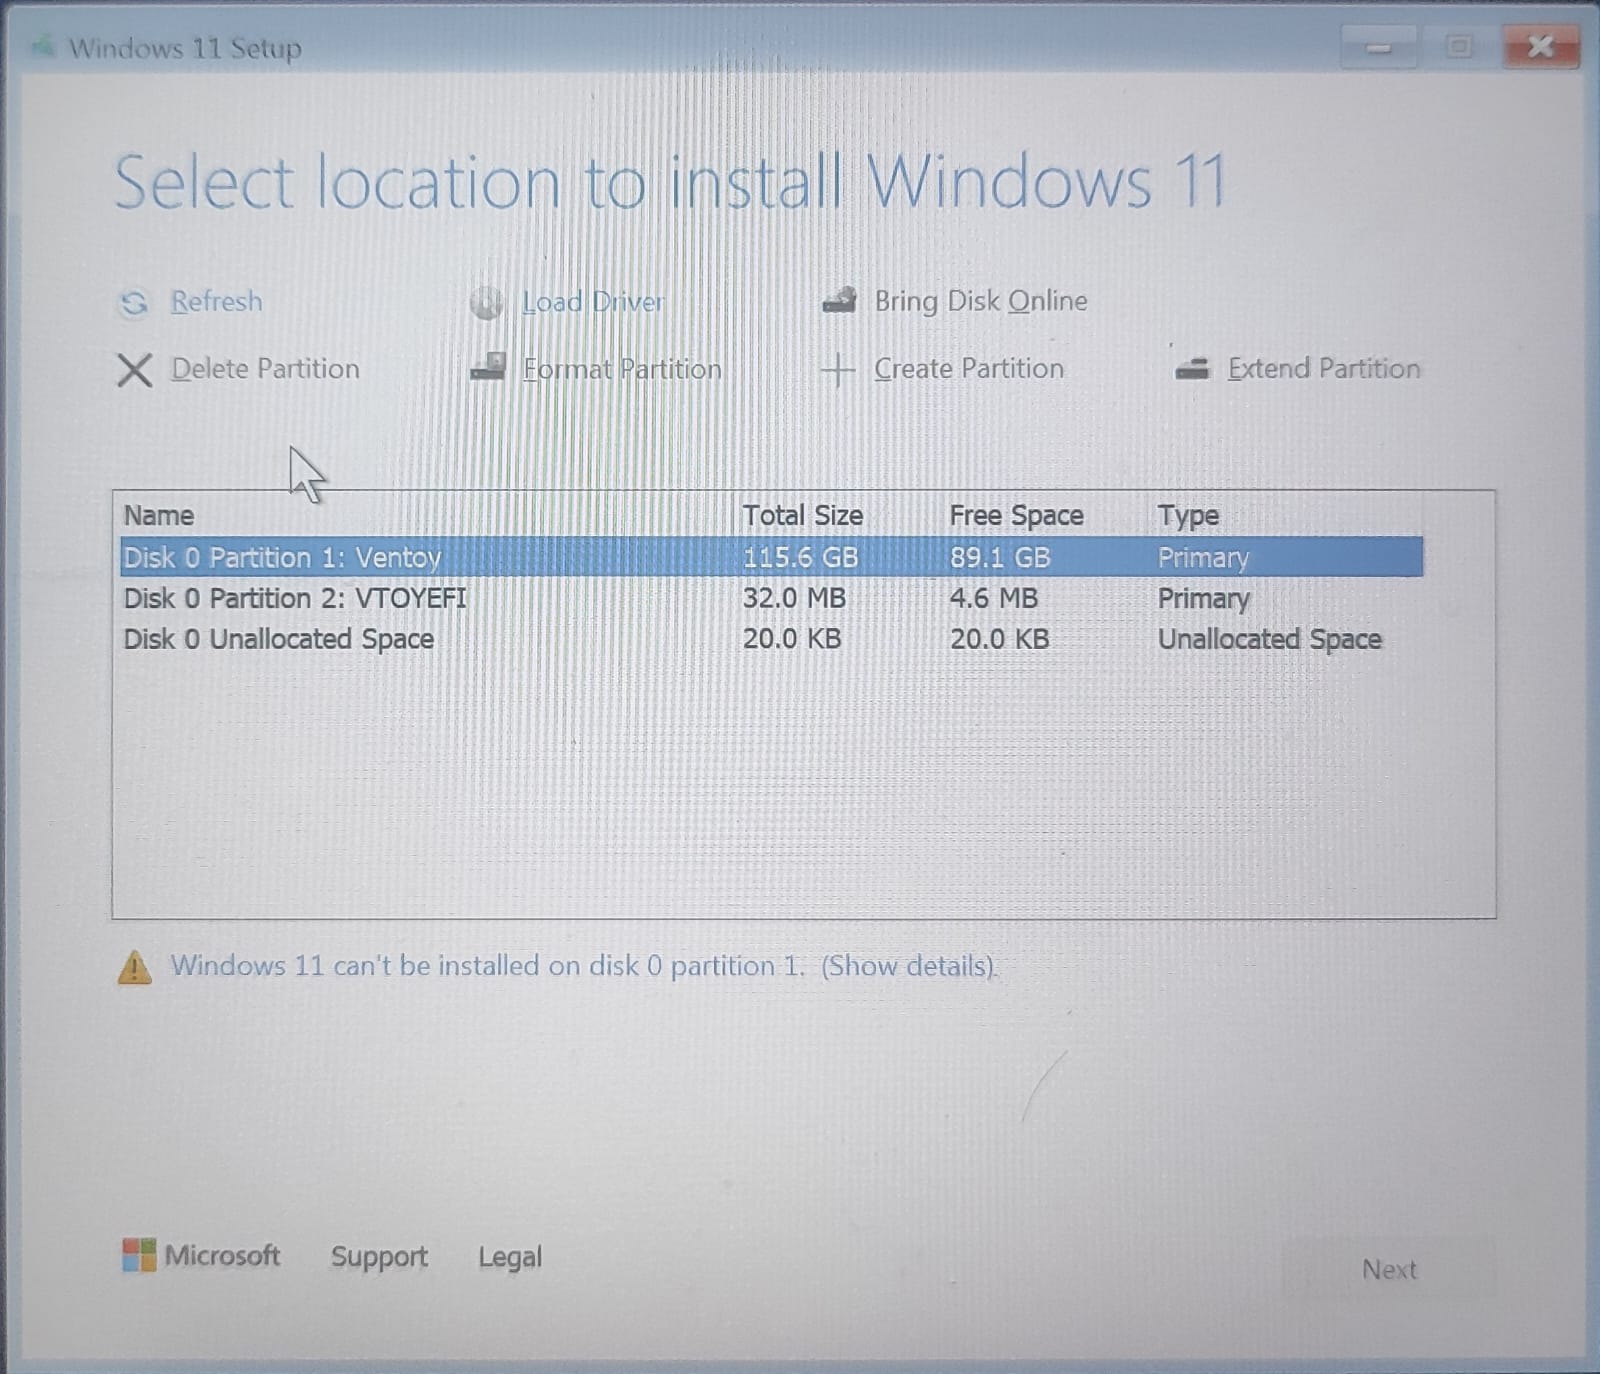 Windows 11 Setup
Select location to install Windows 11
Refresh Load Driver Bring Disk Online
Delete Partition Format Partition Create Partition Extend Partition
Name Total Size Free Space Type
Disk 0 Partition 1: Ventoy 115.6 GB 89.1 GB Primary
Disk 0 Partition 2: VTOYEFI 32.0 MB 4.6 MB Primary
Disk 0 Unallocated Space 20.0 KB 20.0 KB Unallocated Space
Windows 11 can't be installed on disk 0 partition 1. (Show details).
Microsoft Support Legal
Next